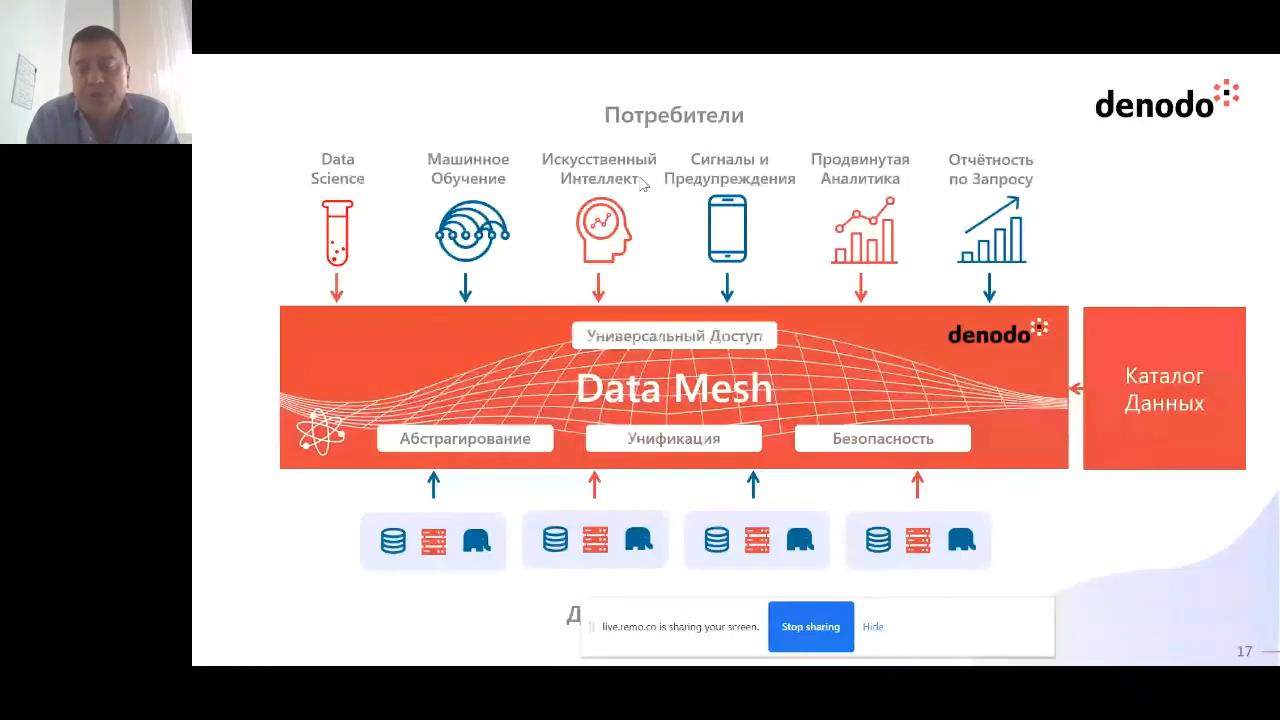 denodo
Потребители
Data
Science
Машинное
Обучение
Искусственный
Интеллект
Сигналы и
Предупреждения
Продвинутая
Аналитика
Отчётность
по Запросу
Универсальный Доступ
denodo
Data Mesh
Каталог
Данных
Абстрагирование
Унификация
Безопасность
live.remo.co is sharing your screen.
Stop sharing
Hide
17